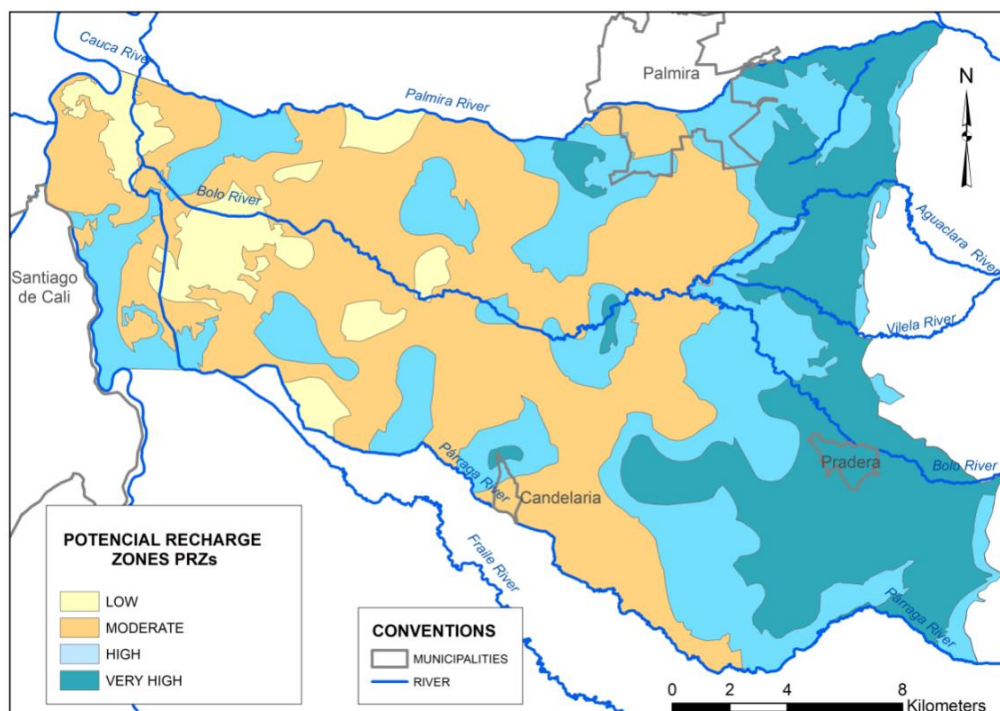 Cauca River
Palmira River
Palmira
N
Bolo River
Aguaclara River
Santiago
de Cali
Vilela River
Párraga River
Candelaria
Pradera
Bolo River
Fraile River
Párraga River
POTENCIAL RECHARGE
ZONES PRZs
LOW
MODERATE
HIGH
VERY HIGH
CONVENTIONS
MUNICIPALITIES
RIVER
0 2 4 8
Kilometers